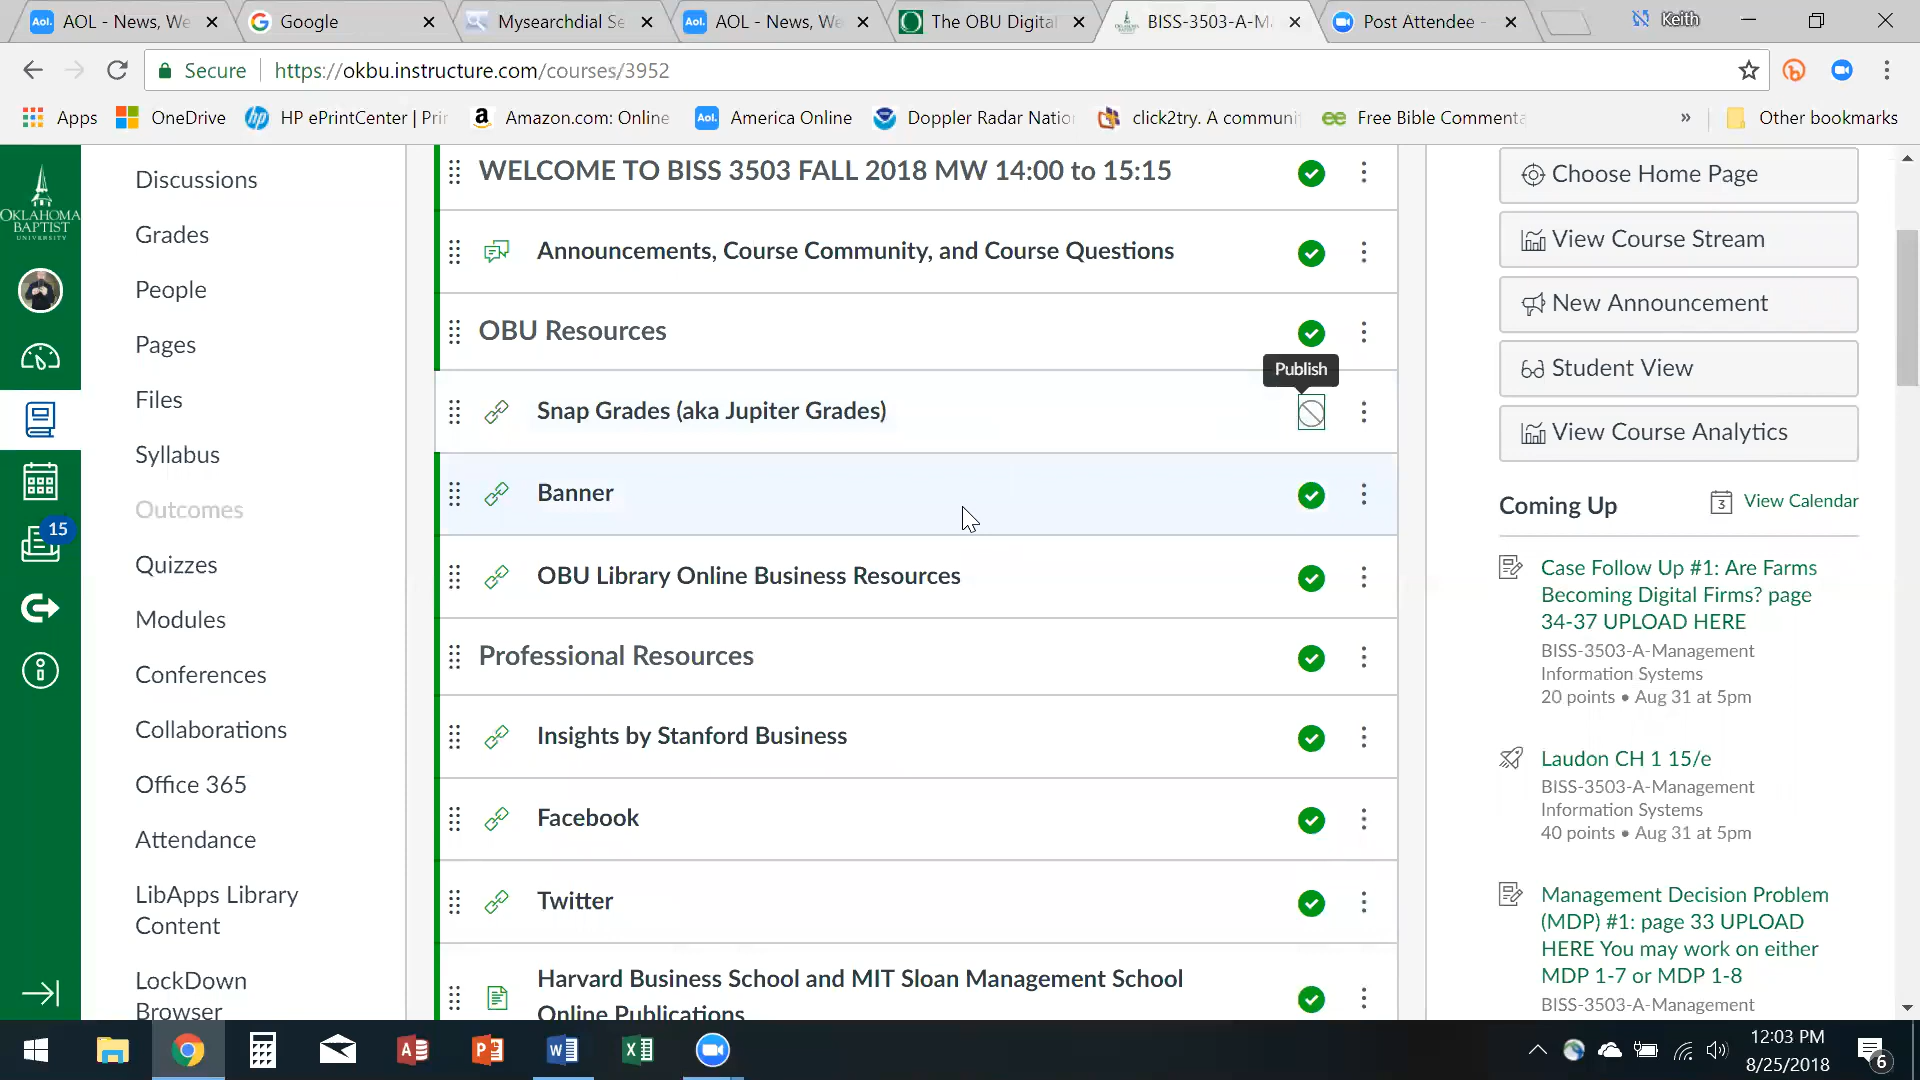 AOL - News, We
Google
Mysearchdial Se
AOL - News, We
The OBU Digital
BISS-3503-A-M
Post Attendee -
Keith
Secure
https://okbu.instructure.com/courses/3952
Apps
OneDrive
HP ePrintCenter | Pri
Amazon.com: Online
Aol.
America Online
Doppler Radar Natio
click2try. A communi
Free Bible Commenta
»
Other bookmarks
OKLAHOMA
BAPTIST
UNIVERSITY
15
Discussions
Grades
People
Pages
Files
Syllabus
Outcomes
Quizzes
Modules
Conferences
Collaborations
Office 365
Attendance
LibApps Library
Content
LockDown
Browser
WELCOME TO BISS 3503 FALL 2018 MW 14:00 to 15:15
Announcements, Course Community, and Course Questions
OBU Resources
Publish
Snap Grades (aka Jupiter Grades)
Banner
OBU Library Online Business Resources
Professional Resources
Insights by Stanford Business
Facebook
Twitter
Harvard Business School and MIT Sloan Management School
Online Publications
Choose Home Page
View Course Stream
New Announcement
Student View
View Course Analytics
Coming Up
3
View Calendar
Case Follow Up #1: Are Farms
Becoming Digital Firms? page
34-37 UPLOAD HERE
BISS-3503-A-Management
Information Systems
20 points • Aug 31 at 5pm
Laudon CH 1 15/e
BISS-3503-A-Management
Information Systems
40 points • Aug 31 at 5pm
Management Decision Problem
(MDP) #1: page 33 UPLOAD
HERE You may work on either
MDP 1-7 or MDP 1-8
BISS-3503-A-Management
12:03 PM
8/25/2018
6